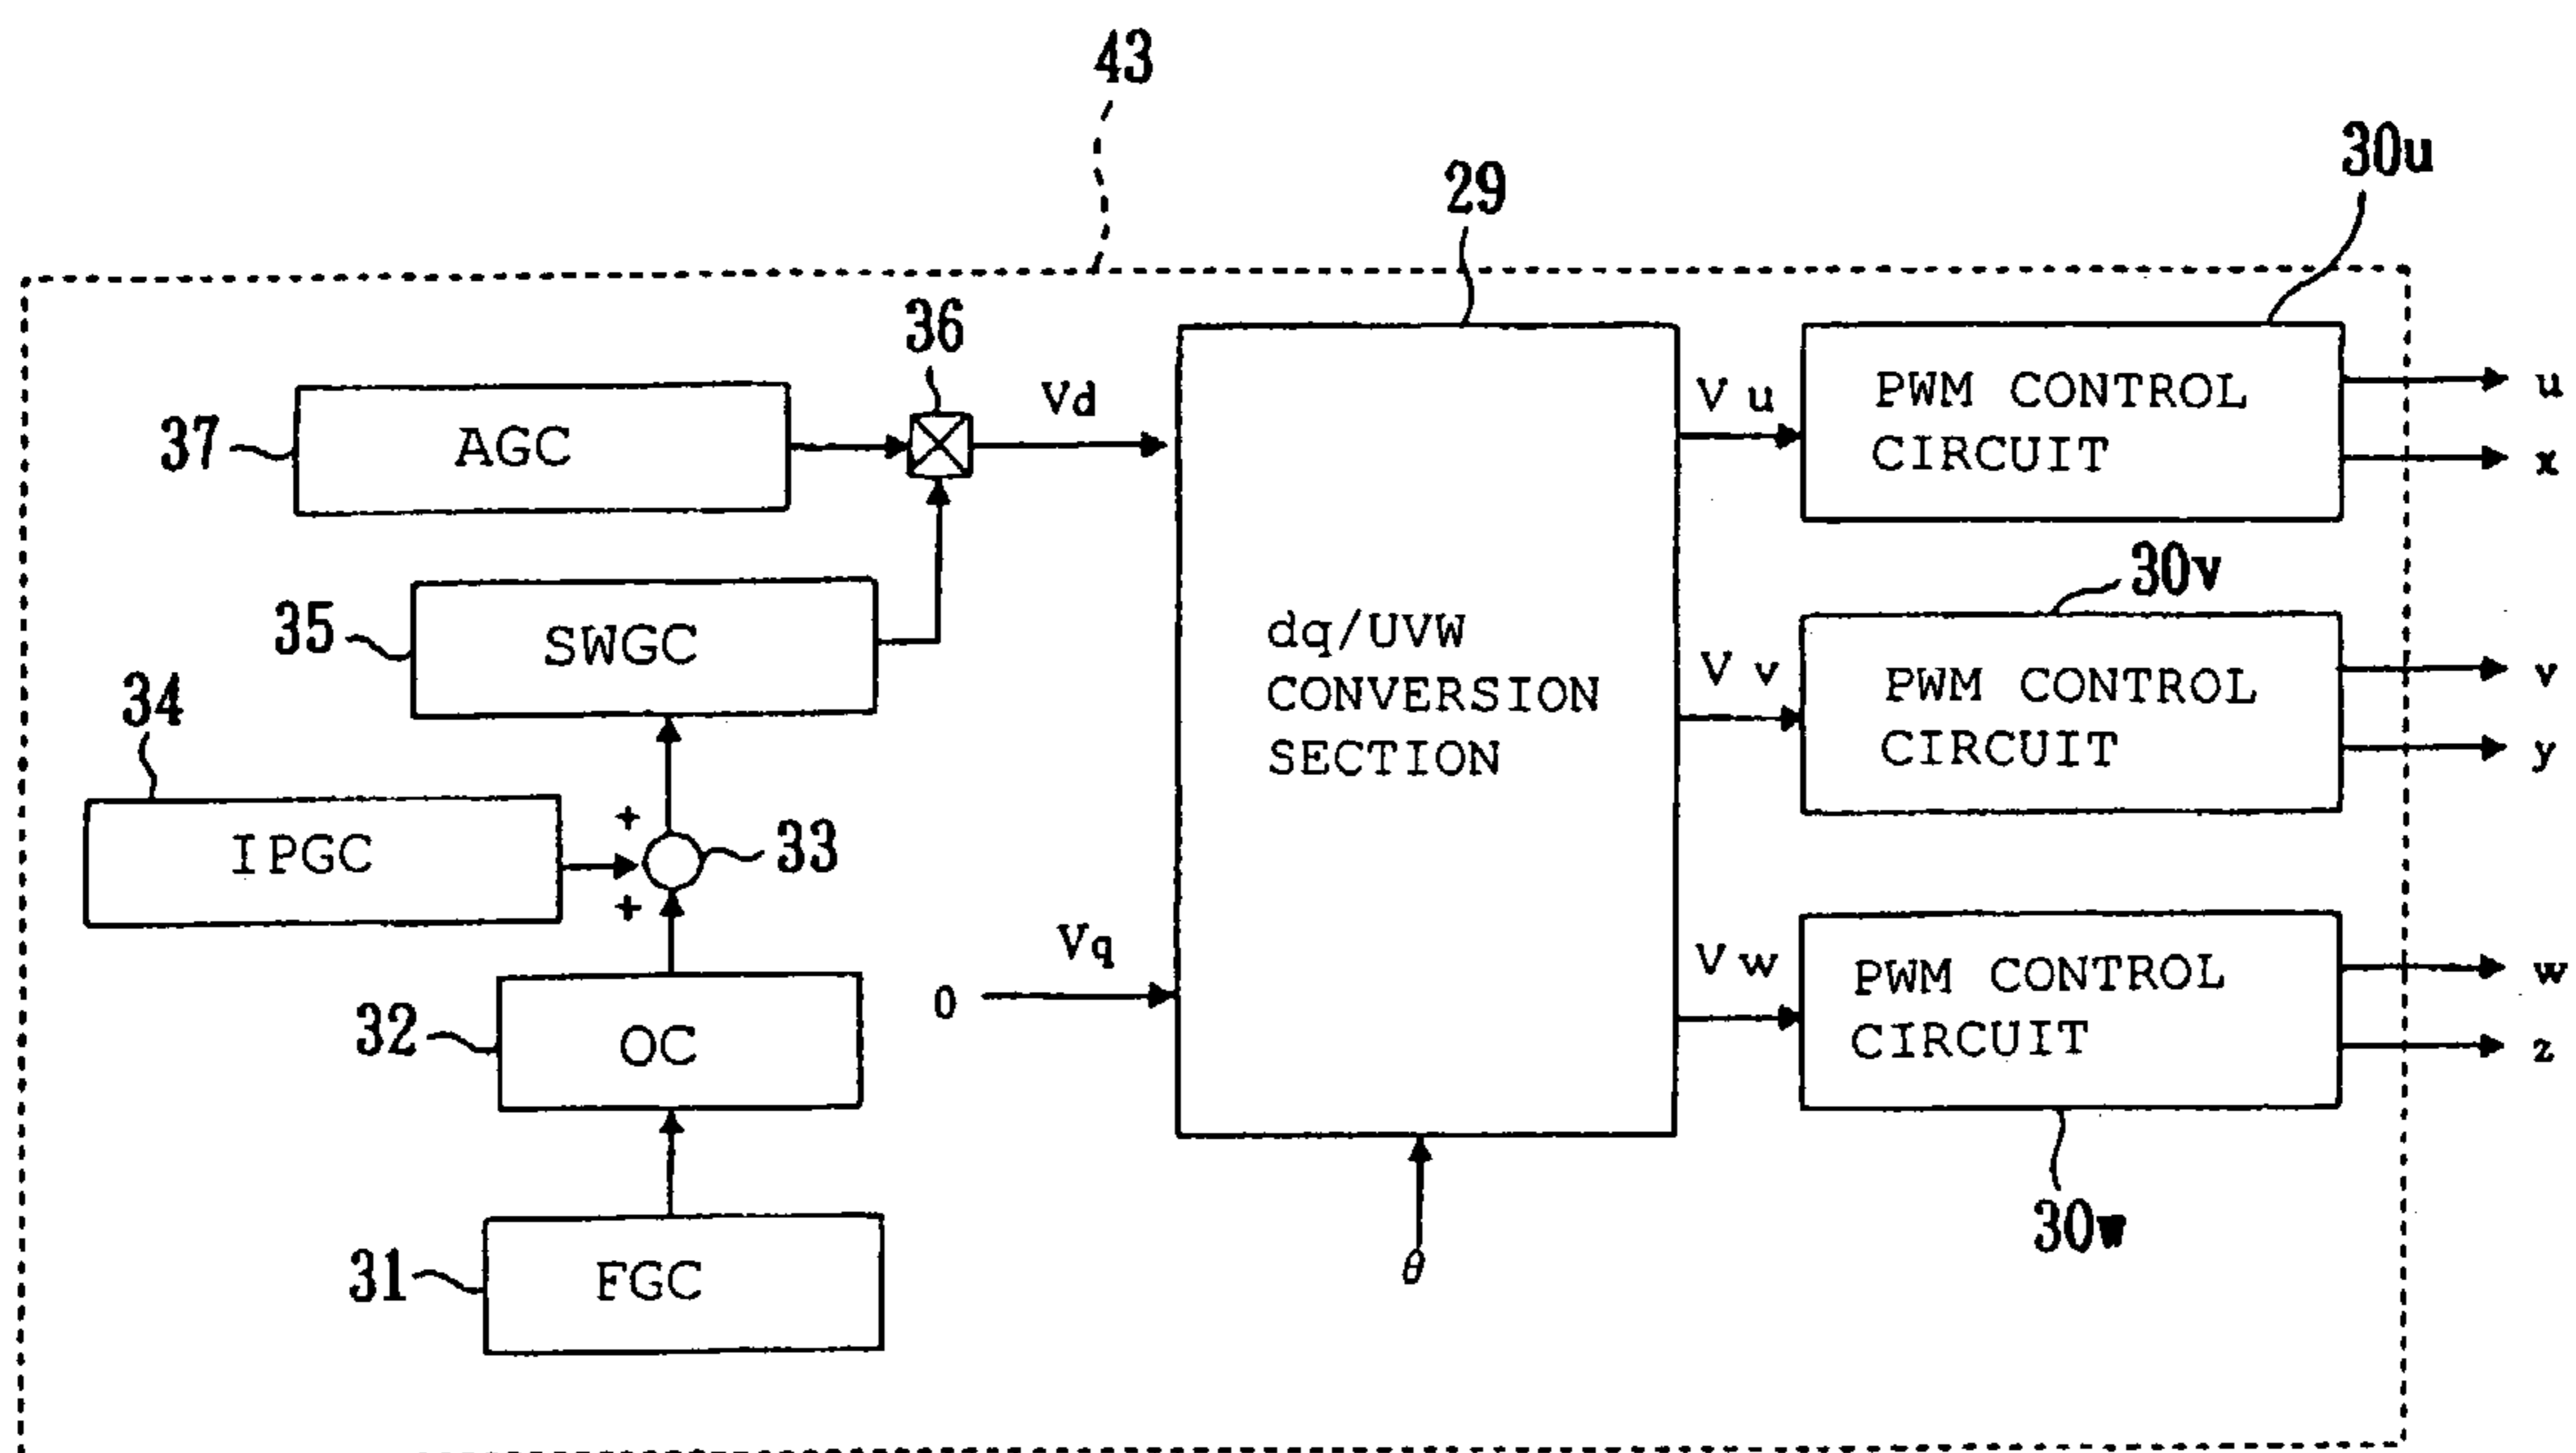 43
30u
29
36
Vd
37
AGC
V u
PWM CONTROL
CIRCUIT
u
x
35
SWGC
30v
dq/UVW
CONVERSION
SECTION
V v
PWM CONTROL
CIRCUIT
v
y
34
IPGC
+
+
33
Vq
0
V w
PWM CONTROL
CIRCUIT
w
z
32
OC
30w
θ
31
FGC